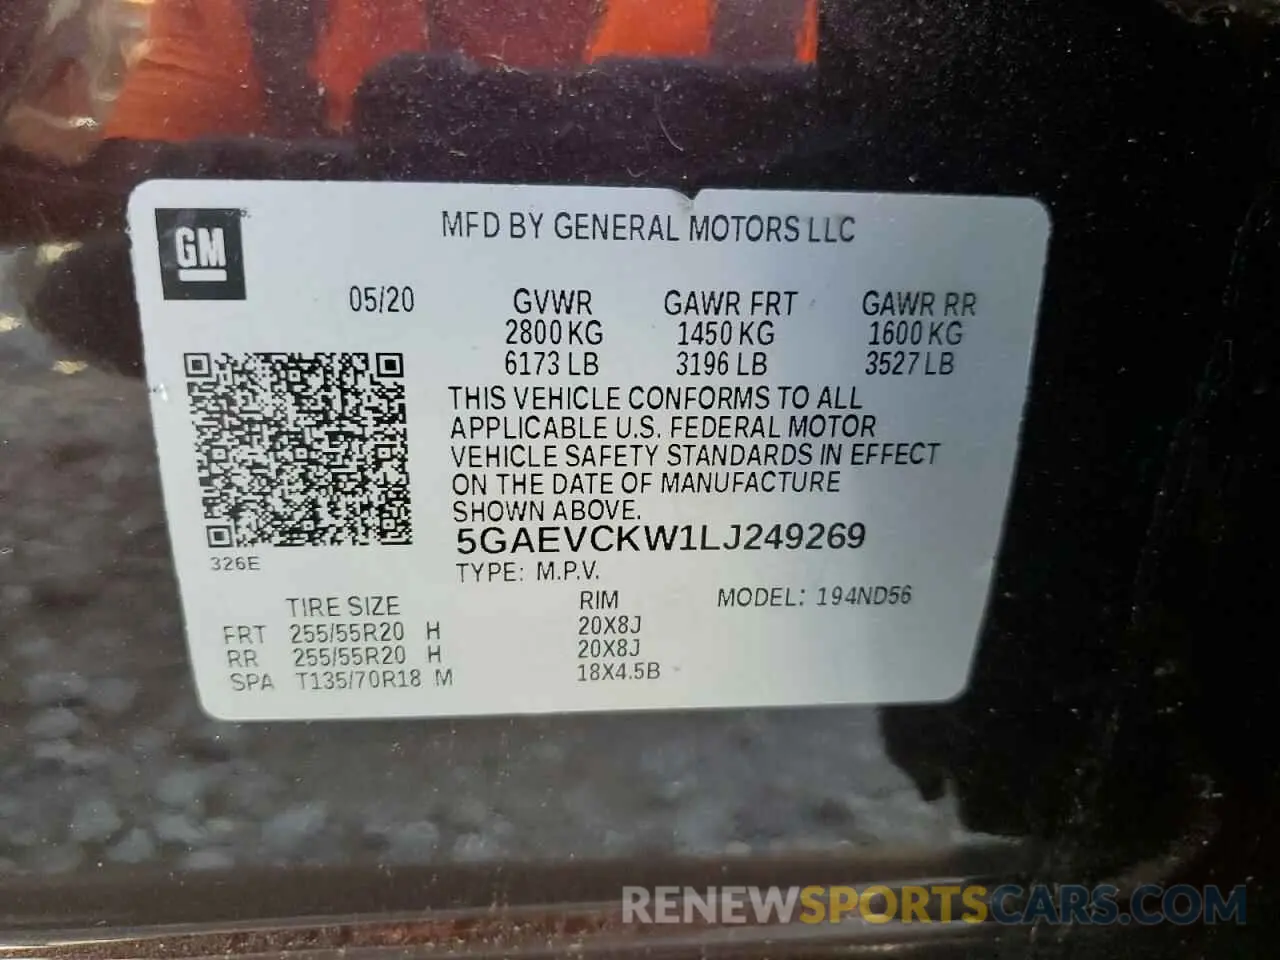 GM
MFD BY GENERAL MOTORS LLC
05/20
GVWR GAWR FRT GAWR RR
2800 KG 1450 KG 1600 KG
6173 LB 3196 LB 3527 LB
THIS VEHICLE CONFORMS TO ALL
APPLICABLE U.S. FEDERAL MOTOR
VEHICLE SAFETY STANDARDS IN EFFECT
ON THE DATE OF MANUFACTURE
SHOWN ABOVE.
5GAEVCKW1LJ249269
326E
TYPE: M.P.V.
TIRE SIZE RIM MODEL: 194ND56
FRT 255/55R20 H 20X8J
RR 255/55R20 H 20X8J
SPA T135/70R18 M 18X4.5B
RENEWSPORTSCARS.COM